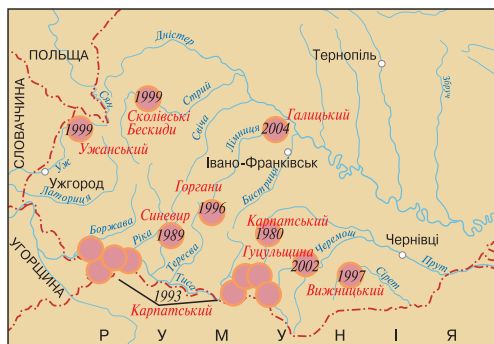 ПОЛЬЩА
СЛОВАЧЧИНА
УГОРЩИНА
РУМУНІЯ
Дністер
Тернопіль
Збруч
Сян
1999
Стрий
Сколівські
Бескиди
Свіча
Лімниця
Галицький
2004
1999
Ужанський
Уж
Ужгород
Латориця
Івано-Франківськ
Бистриця
Горгани
1996
Синевир
1989
Боржава
Ріка
Тересва
Тиса
Карпатський
1980
Гуцульщина
2002
Черемош
Чернівці
Прут
1997
Вижницький
Сірет
1993
Карпатський